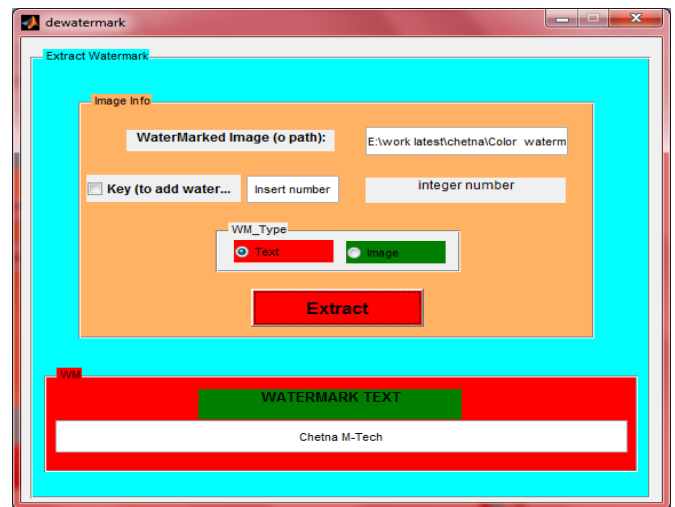 dewatermark
Extract Watermark
Image Info
WaterMarked Image (o path):
E:\work latest\chetna\Color waterm
Key (to add water...
Insert number
integer number
WM_Type
Text
Image
Extract
WM
WATERMARK TEXT
Chetna M-Tech